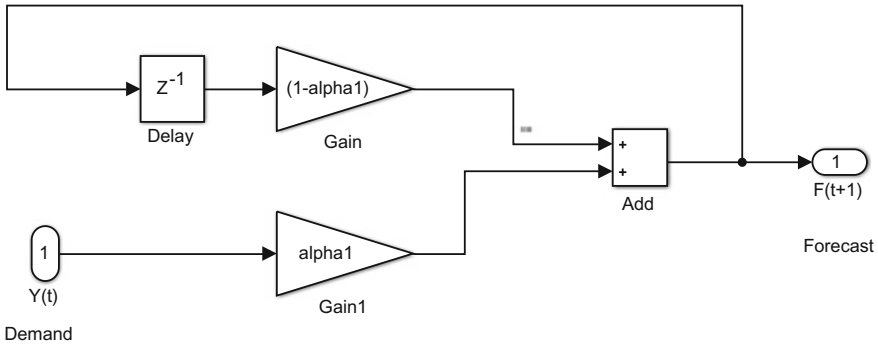 Z-1
Delay
(1-alpha1)
Gain
+
+
Add
1
F(t+1)
Forecast
1
Y(t)
Demand
alpha1
Gain1